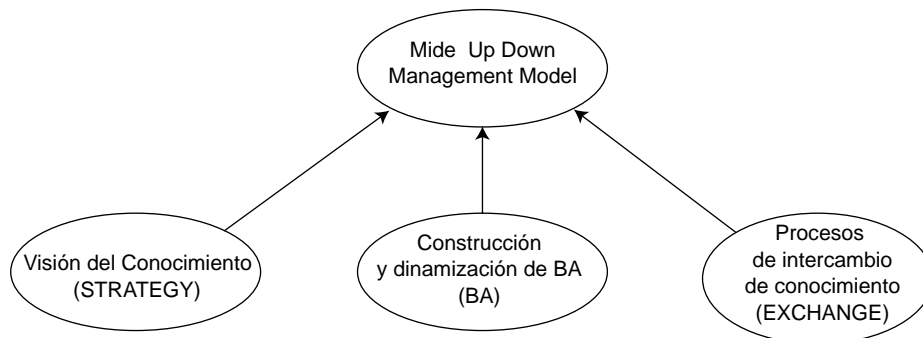 Mide Up Down
Management Model
Visión del Conocimiento
(STRATEGY)
Construcción
y dinamización de BA
(BA)
Procesos
de intercambio
de conocimiento
(EXCHANGE)